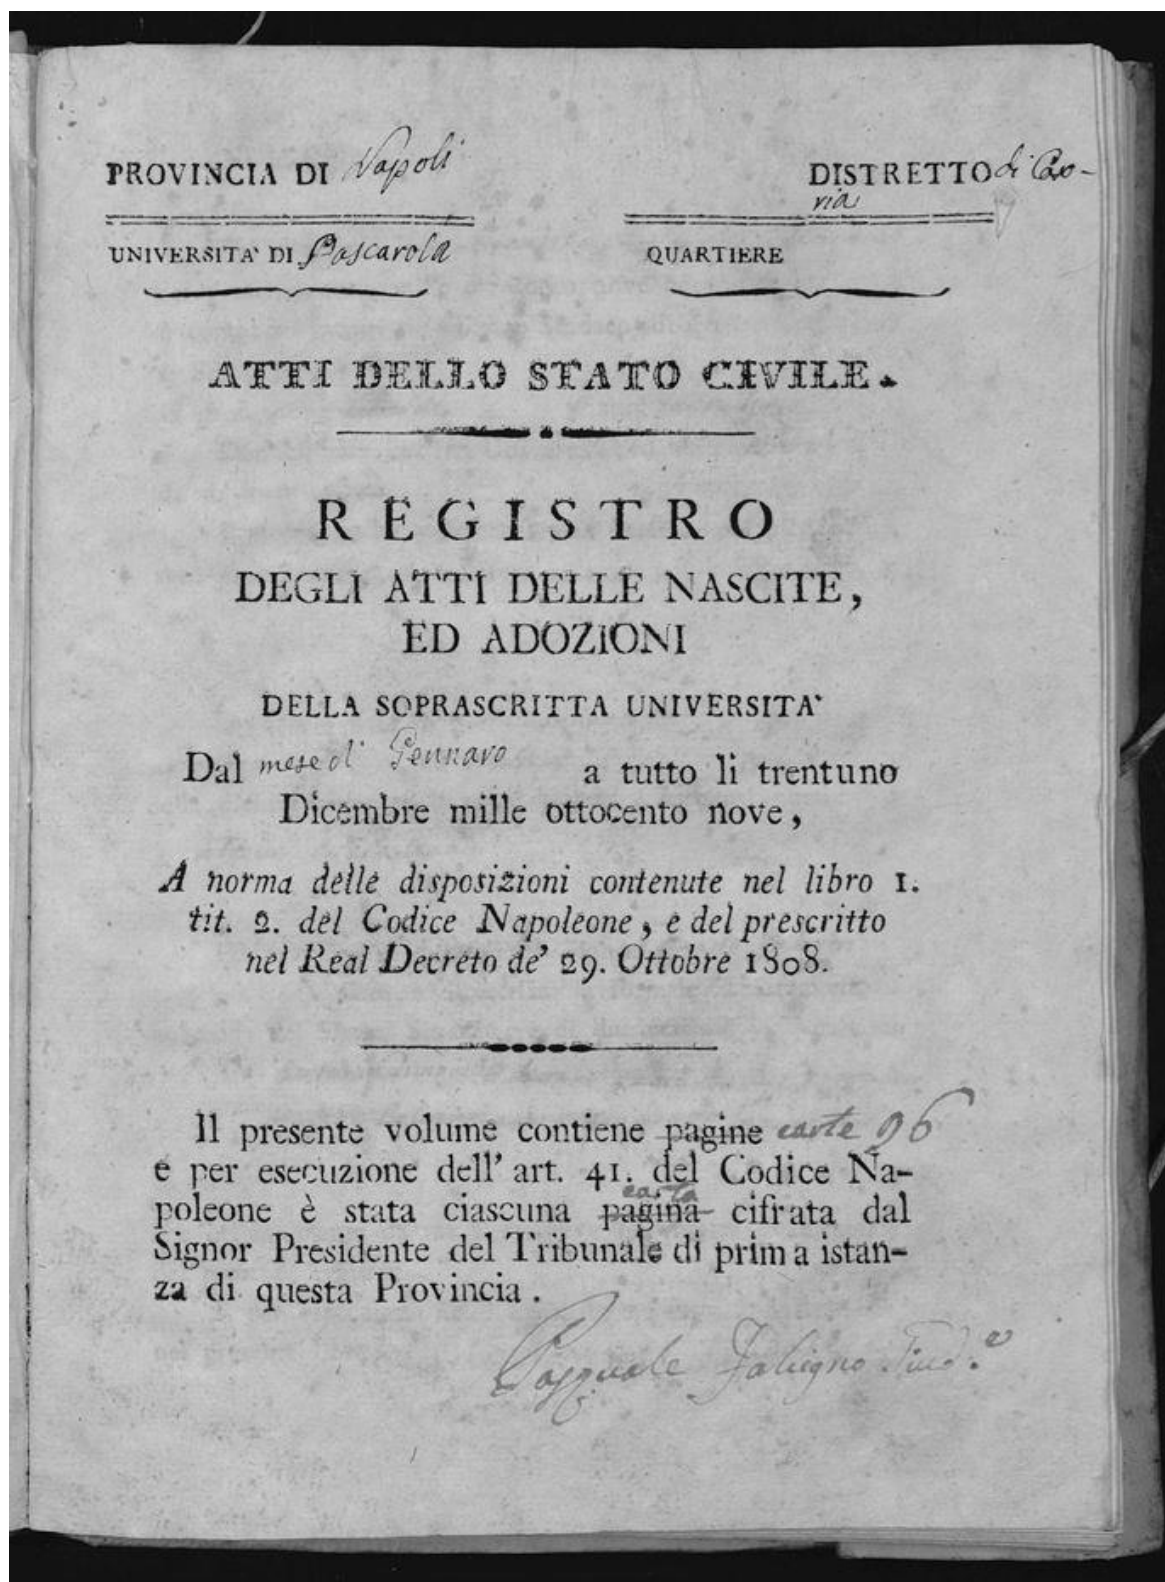 PROVINCIA DI Napoli
DISTRETTO di Caso-
ria
UNIVERSITA' DI Pascarola
QUARTIERE
ATTI DELLO STATO CIVILE.
REGISTRO
DEGLI ATTI DELLE NASCITE,
ED ADOZIONI
DELLA SOPRASCRITTA UNIVERSITA'
Dal mese di Gennaro a tutto li trentuno
Dicembre mille ottocento nove,
A norma delle disposizioni contenute nel libro 1.
tit. 2. del Codice Napoleone, e del prescritto
nel Real Decreto de' 29. Ottobre 1808.
Il presente volume contiene pagine carte 96
e per esecuzione dell' art. 41. del Codice Na-
carta
poleone è stata ciascuna pagina cifrata dal
Signor Presidente del Tribunale di prima istan-
za di questa Provincia.
Pasquale